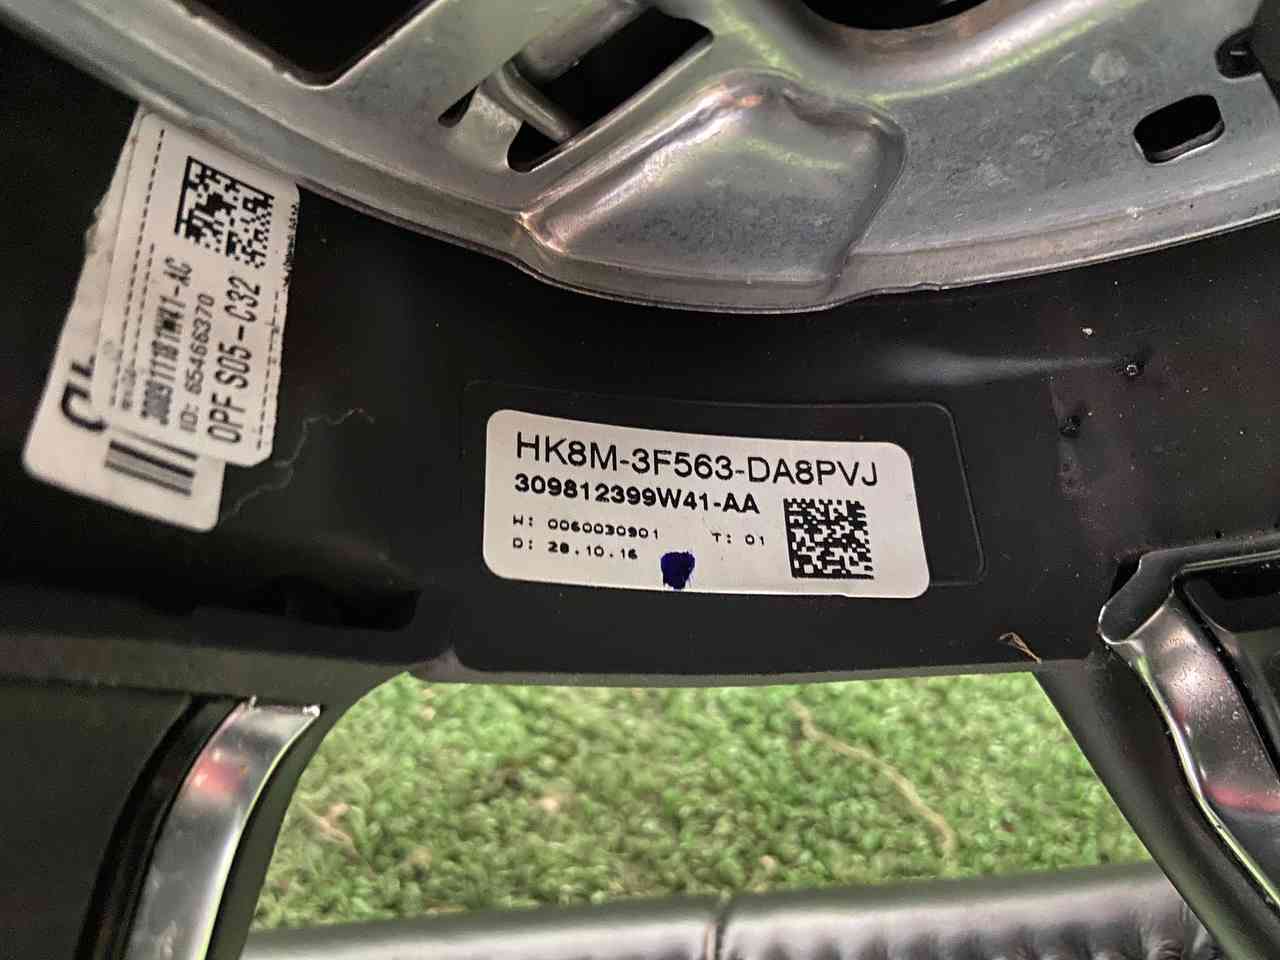 HK8M-3F563-DA8PVJ
309812399W41-AA
W: 0060030901 T: 01
D: 28.10.16
ID: 65466370
OPF S05-C32